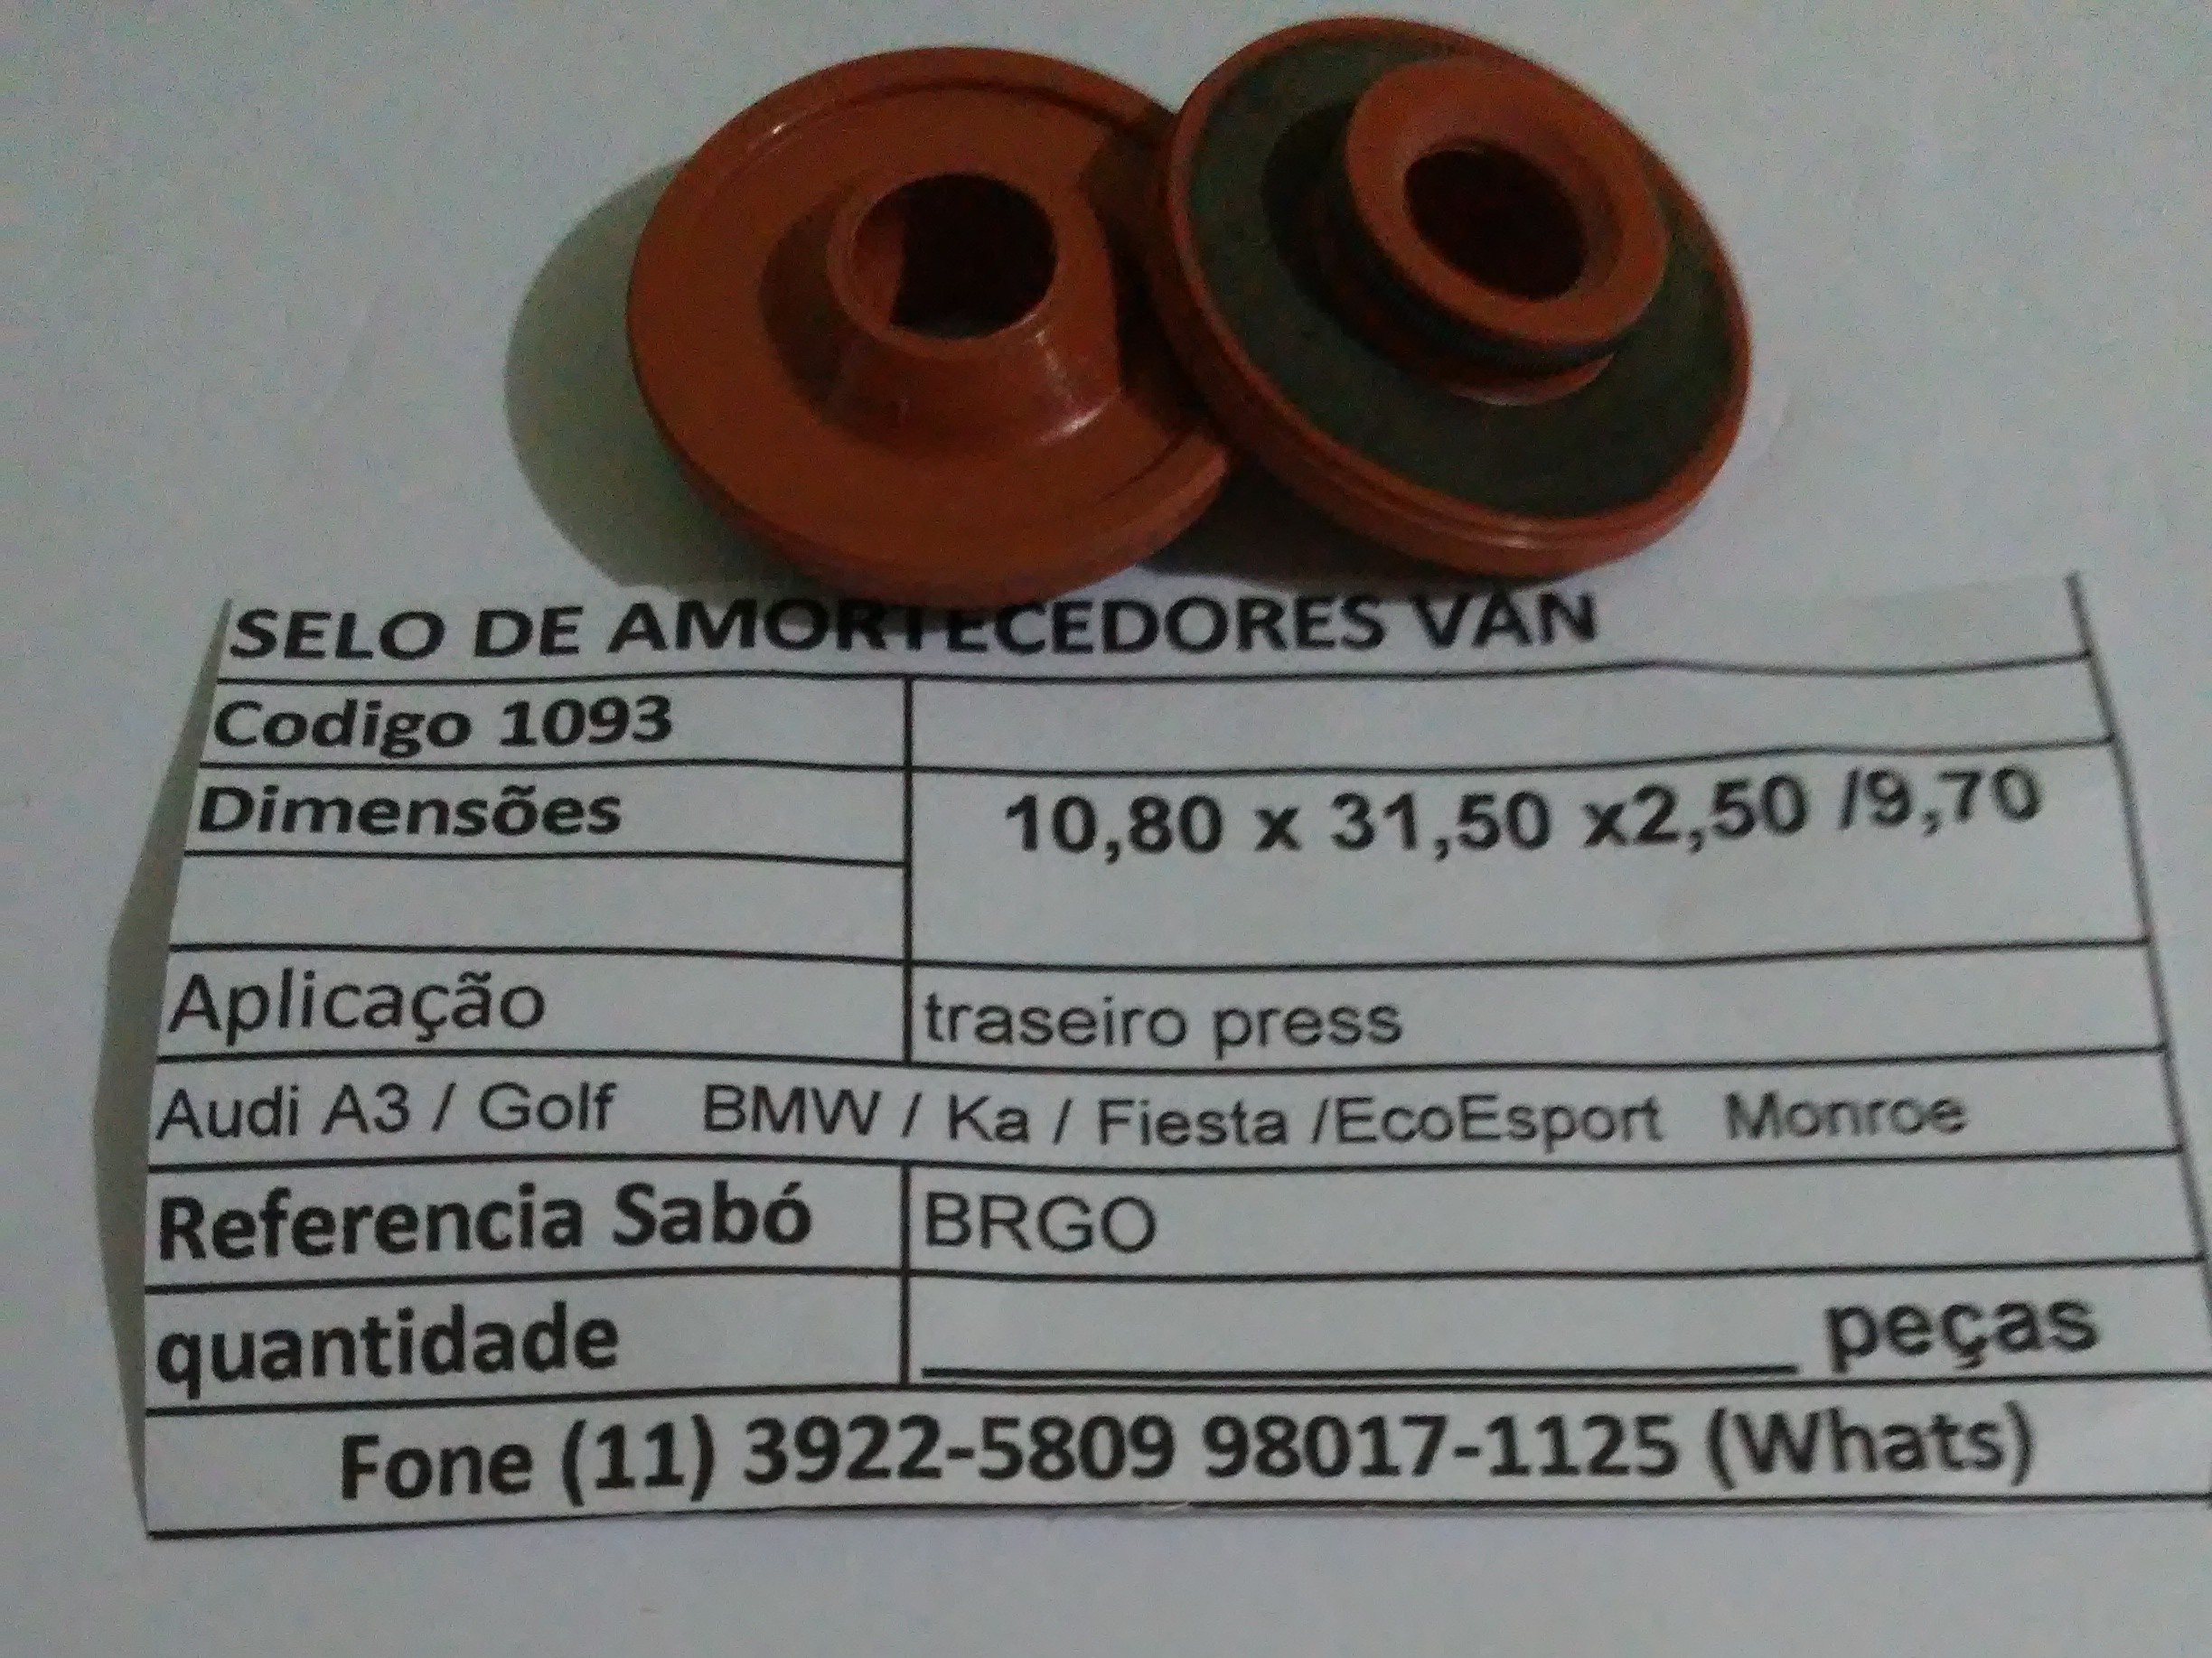 SELO DE AMORTECEDORES VAN
Codigo 1093
Dimensões 10,80 x 31,50 x2,50 /9,70
Aplicação traseiro press
Audi A3 / Golf BMW / Ka / Fiesta /EcoEsport Monroe
Referencia Sabó BRGO
quantidade ____________________ peças
Fone (11) 3922-5809 98017-1125 (Whats)